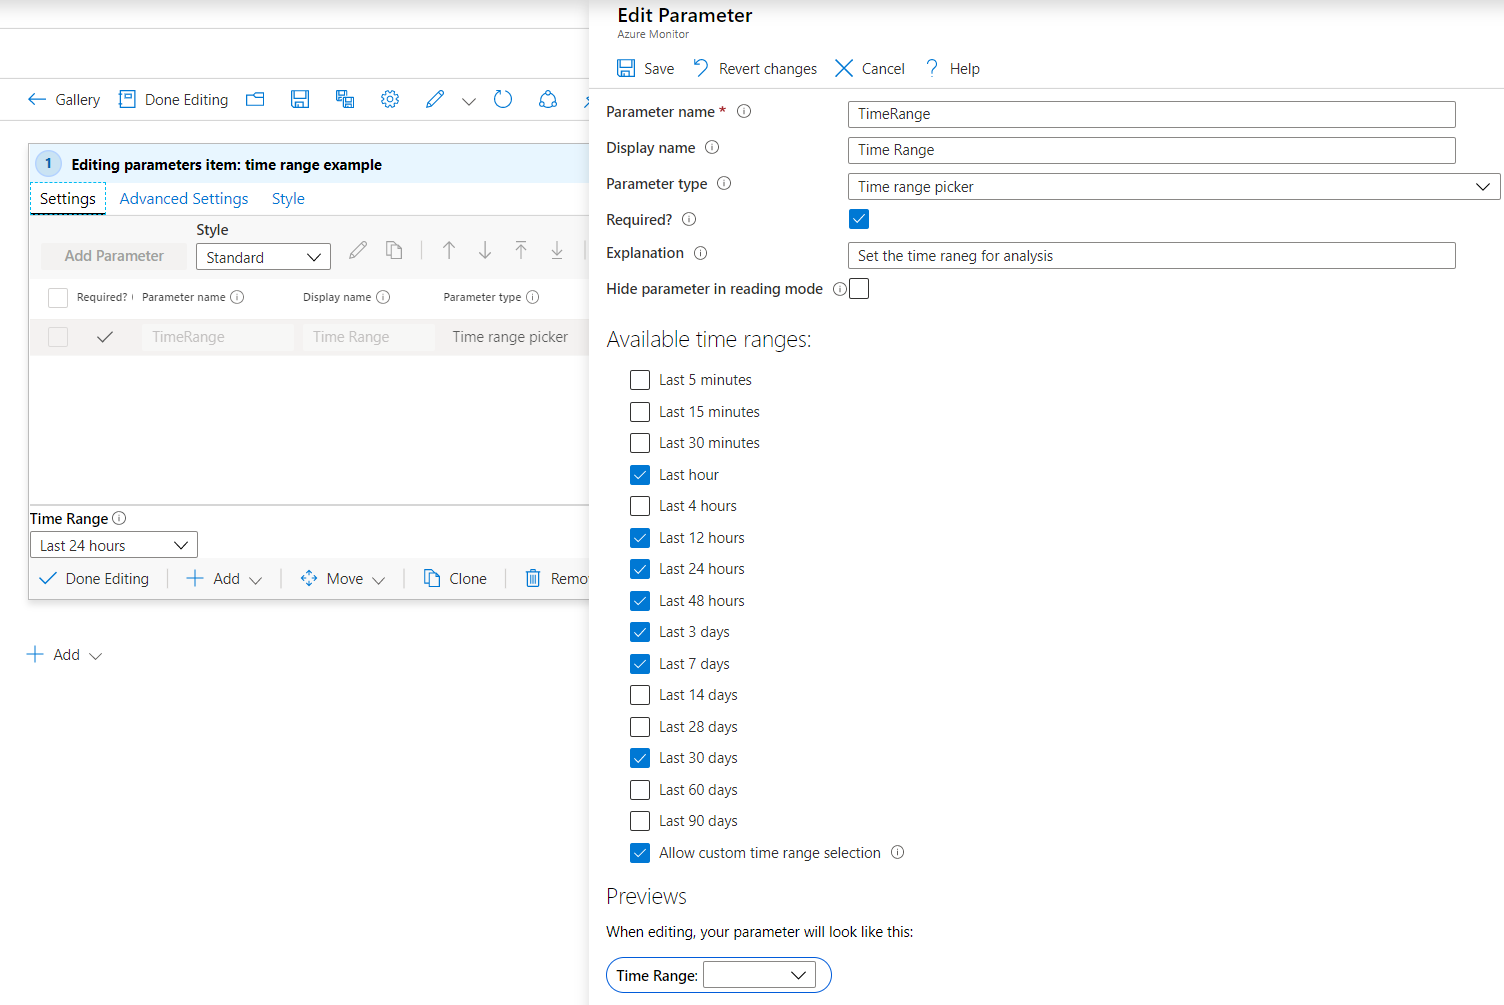 Gallery
Done Editing
1 Editing parameters item: time range example
Settings Advanced Settings Style
Style
Add Parameter
Standard
Required? Parameter name Display name Parameter type
TimeRange Time Range Time range picker
Time Range
Last 24 hours
Done Editing Add Move Clone Remo
Add
Edit Parameter
Azure Monitor
Save Revert changes Cancel ? Help
Parameter name * TimeRange
Display name Time Range
Parameter type Time range picker
Required?
Explanation Set the time raneg for analysis
Hide parameter in reading mode
Available time ranges:
Last 5 minutes
Last 15 minutes
Last 30 minutes
Last hour
Last 4 hours
Last 12 hours
Last 24 hours
Last 48 hours
Last 3 days
Last 7 days
Last 14 days
Last 28 days
Last 30 days
Last 60 days
Last 90 days
Allow custom time range selection
Previews
When editing, your parameter will look like this:
Time Range: